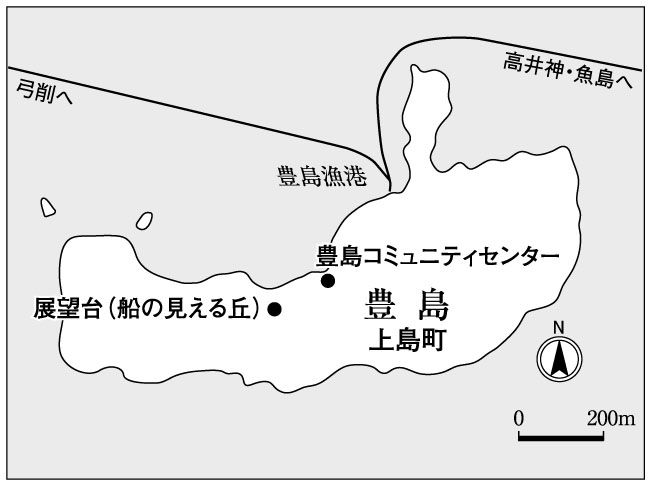 高井神・魚島へ
弓削へ
豊島漁港
豊島コミュニティセンター
展望台(船の見える丘)
豊島
上島町
N
0 200m